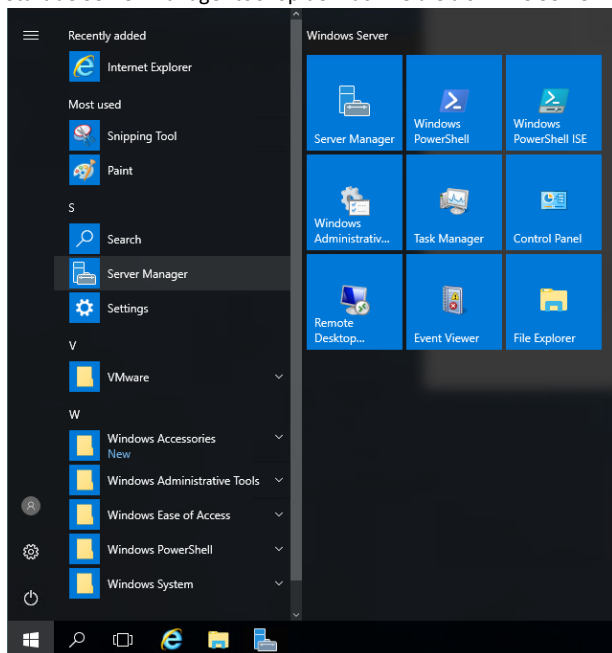 Recently added
Internet Explorer
Most used
Snipping Tool
Paint
S
Search
Server Manager
Settings
V
VMware
W
Windows Accessories
New
Windows Administrative Tools
Windows Ease of Access
Windows PowerShell
Windows System
Windows Server
Server Manager
Windows
PowerShell
Windows
PowerShell ISE
Windows
Administrativ...
Task Manager
Control Panel
Remote
Desktop...
Event Viewer
File Explorer